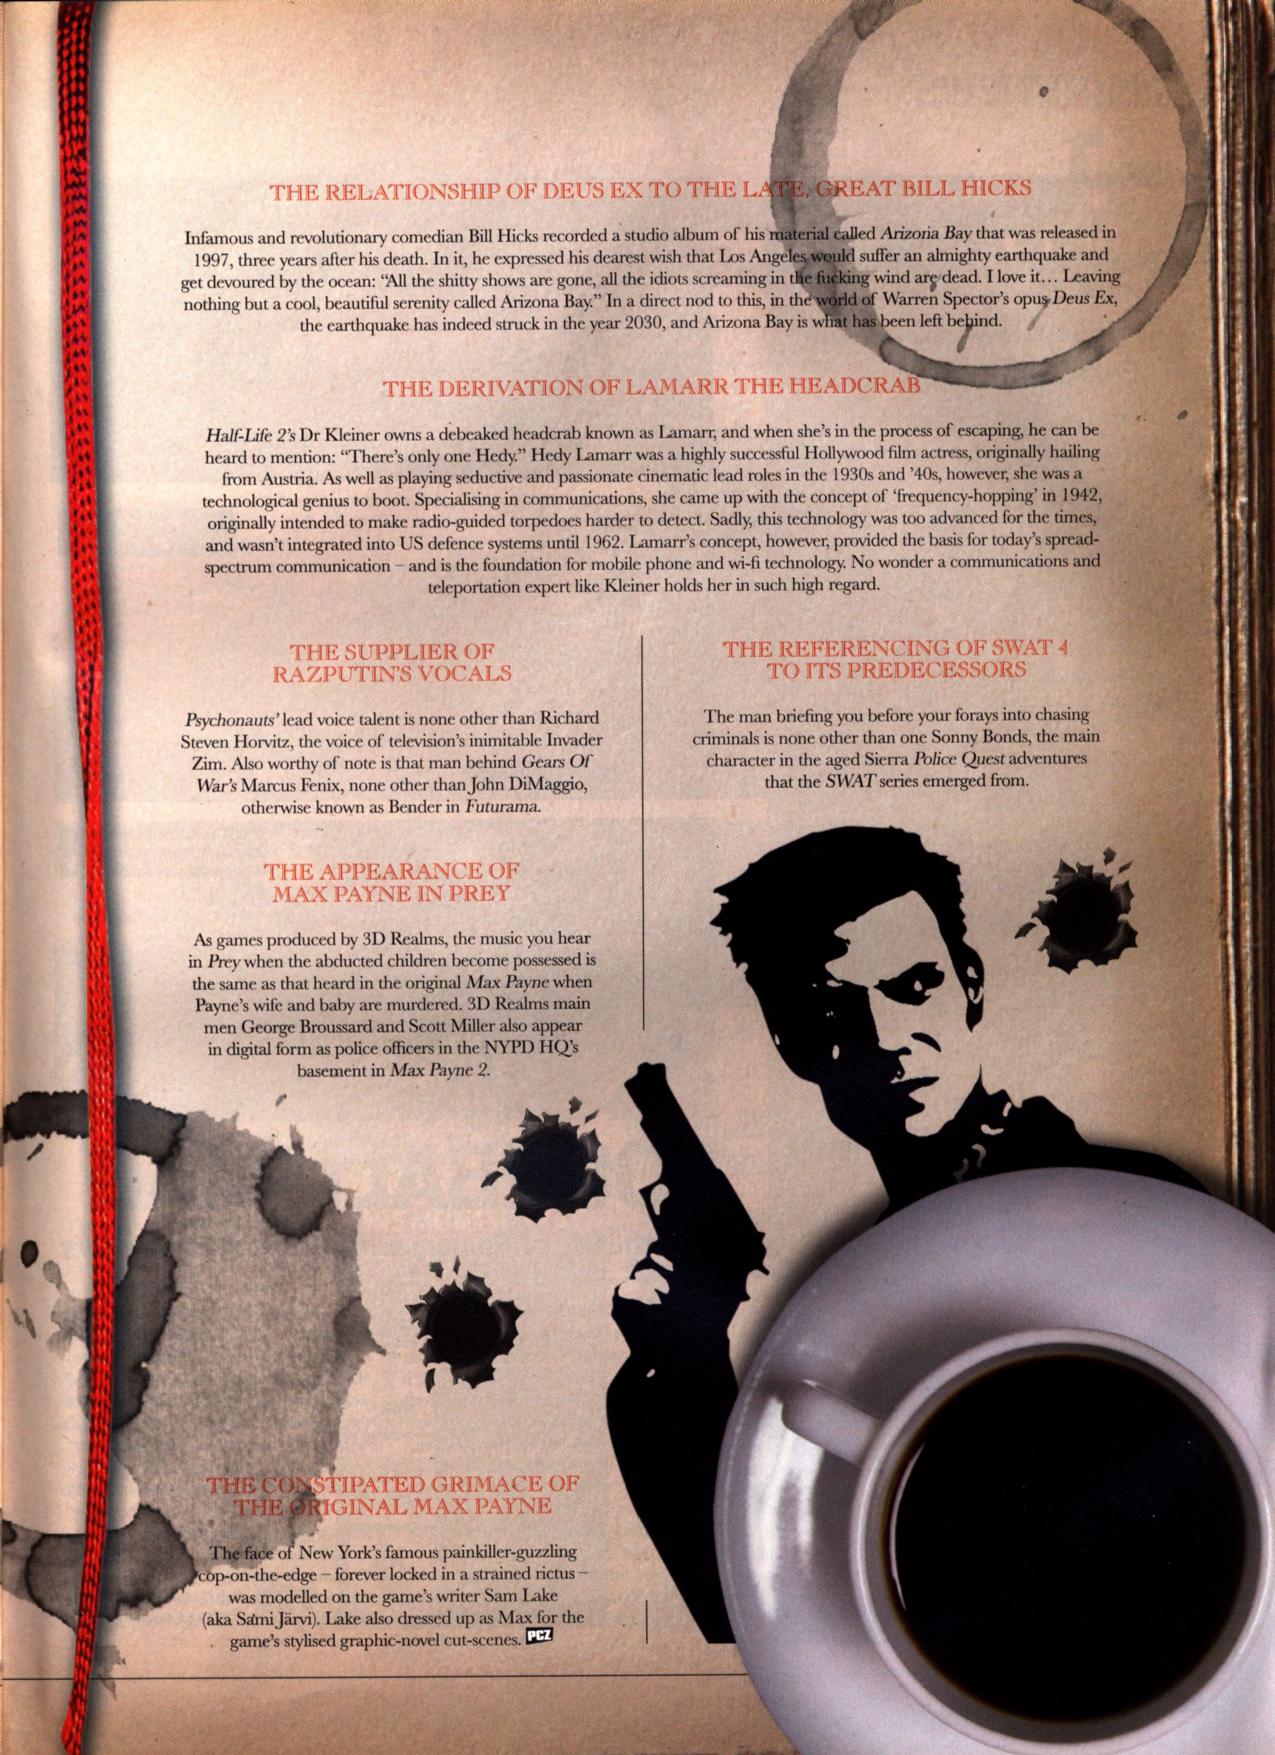 THE RELATIONSHIP OF DEUS EX TO THE LATE, GREAT BILL HICKS
Infamous and revolutionary comedian Bill Hicks recorded a studio album of his material called Arizona Bay that was released in
1997, three years after his death. In it, he expressed his dearest wish that Los Angeles would suffer an almighty earthquake and
get devoured by the ocean: “All the shitty shows are gone, all the idiots screaming in the fucking wind are dead. I love it… Leaving
nothing but a cool, beautiful serenity called Arizona Bay.” In a direct nod to this, in the world of Warren Spector’s opus Deus Ex,
the earthquake has indeed struck in the year 2030, and Arizona Bay is what has been left behind.
THE DERIVATION OF LAMARR THE HEADCRAB
Half-Life 2’s Dr Kleiner owns a debeaked headcrab known as Lamarr, and when she’s in the process of escaping, he can be
heard to mention: “There’s only one Hedy.” Hedy Lamarr was a highly successful Hollywood film actress, originally hailing
from Austria. As well as playing seductive and passionate cinematic lead roles in the 1930s and ’40s, however, she was a
technological genius to boot. Specialising in communications, she came up with the concept of ‘frequency-hopping’ in 1942,
originally intended to make radio-guided torpedoes harder to detect. Sadly, this technology was too advanced for the times,
and wasn’t integrated into US defence systems until 1962. Lamarr’s concept, however, provided the basis for today’s spread-
spectrum communication – and is the foundation for mobile phone and wi-fi technology. No wonder a communications and
teleportation expert like Kleiner holds her in such high regard.
THE SUPPLIER OF
RAZPUTIN’S VOCALS
Psychonauts’ lead voice talent is none other than Richard
Steven Horvitz, the voice of television’s inimitable Invader
Zim. Also worthy of note is that man behind Gears Of
War’s Marcus Fenix, none other than John DiMaggio,
otherwise known as Bender in Futurama.
THE APPEARANCE OF
MAX PAYNE IN PREY
As games produced by 3D Realms, the music you hear
in Prey when the abducted children become possessed is
the same as that heard in the original Max Payne when
Payne’s wife and baby are murdered. 3D Realms main
men George Broussard and Scott Miller also appear
in digital form as police officers in the NYPD HQ’s
basement in Max Payne 2.
THE REFERENCING OF SWAT 4
TO ITS PREDECESSORS
The man briefing you before your forays into chasing
criminals is none other than one Sonny Bonds, the main
character in the aged Sierra Police Quest adventures
that the SWAT series emerged from.
THE CONSTIPATED GRIMACE OF
THE ORIGINAL MAX PAYNE
The face of New York’s famous painkiller-guzzling
cop-on-the-edge – forever locked in a strained rictus –
was modelled on the game’s writer Sam Lake
(aka Sami Järvi). Lake also dressed up as Max for the
game’s stylised graphic-novel cut-scenes. PCZ